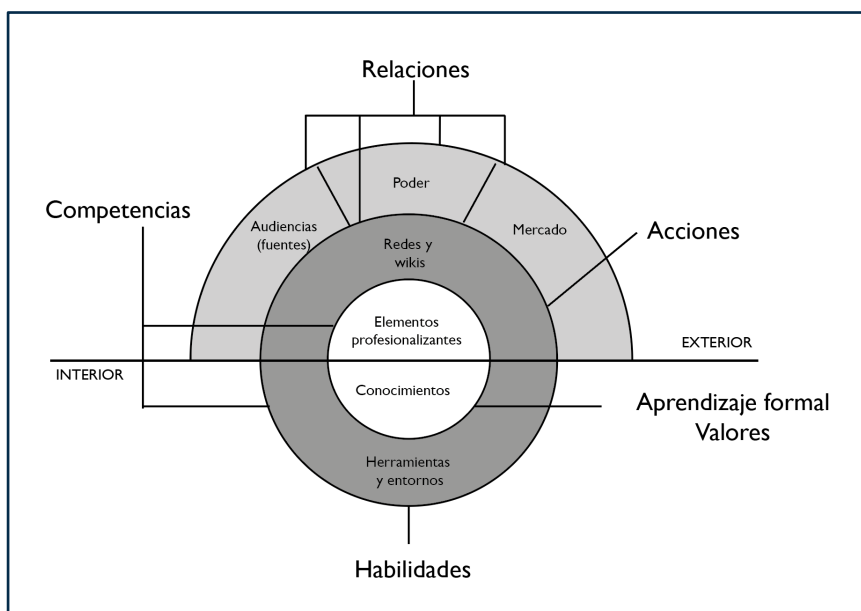 Relaciones
Poder
Competencias
Audiencias
(fuentes)
Mercado
Acciones
Redes y
wikis
Elementos
profesionalizantes
EXTERIOR
INTERIOR
Conocimientos
Aprendizaje formal
Valores
Herramientas
y entornos
Habilidades